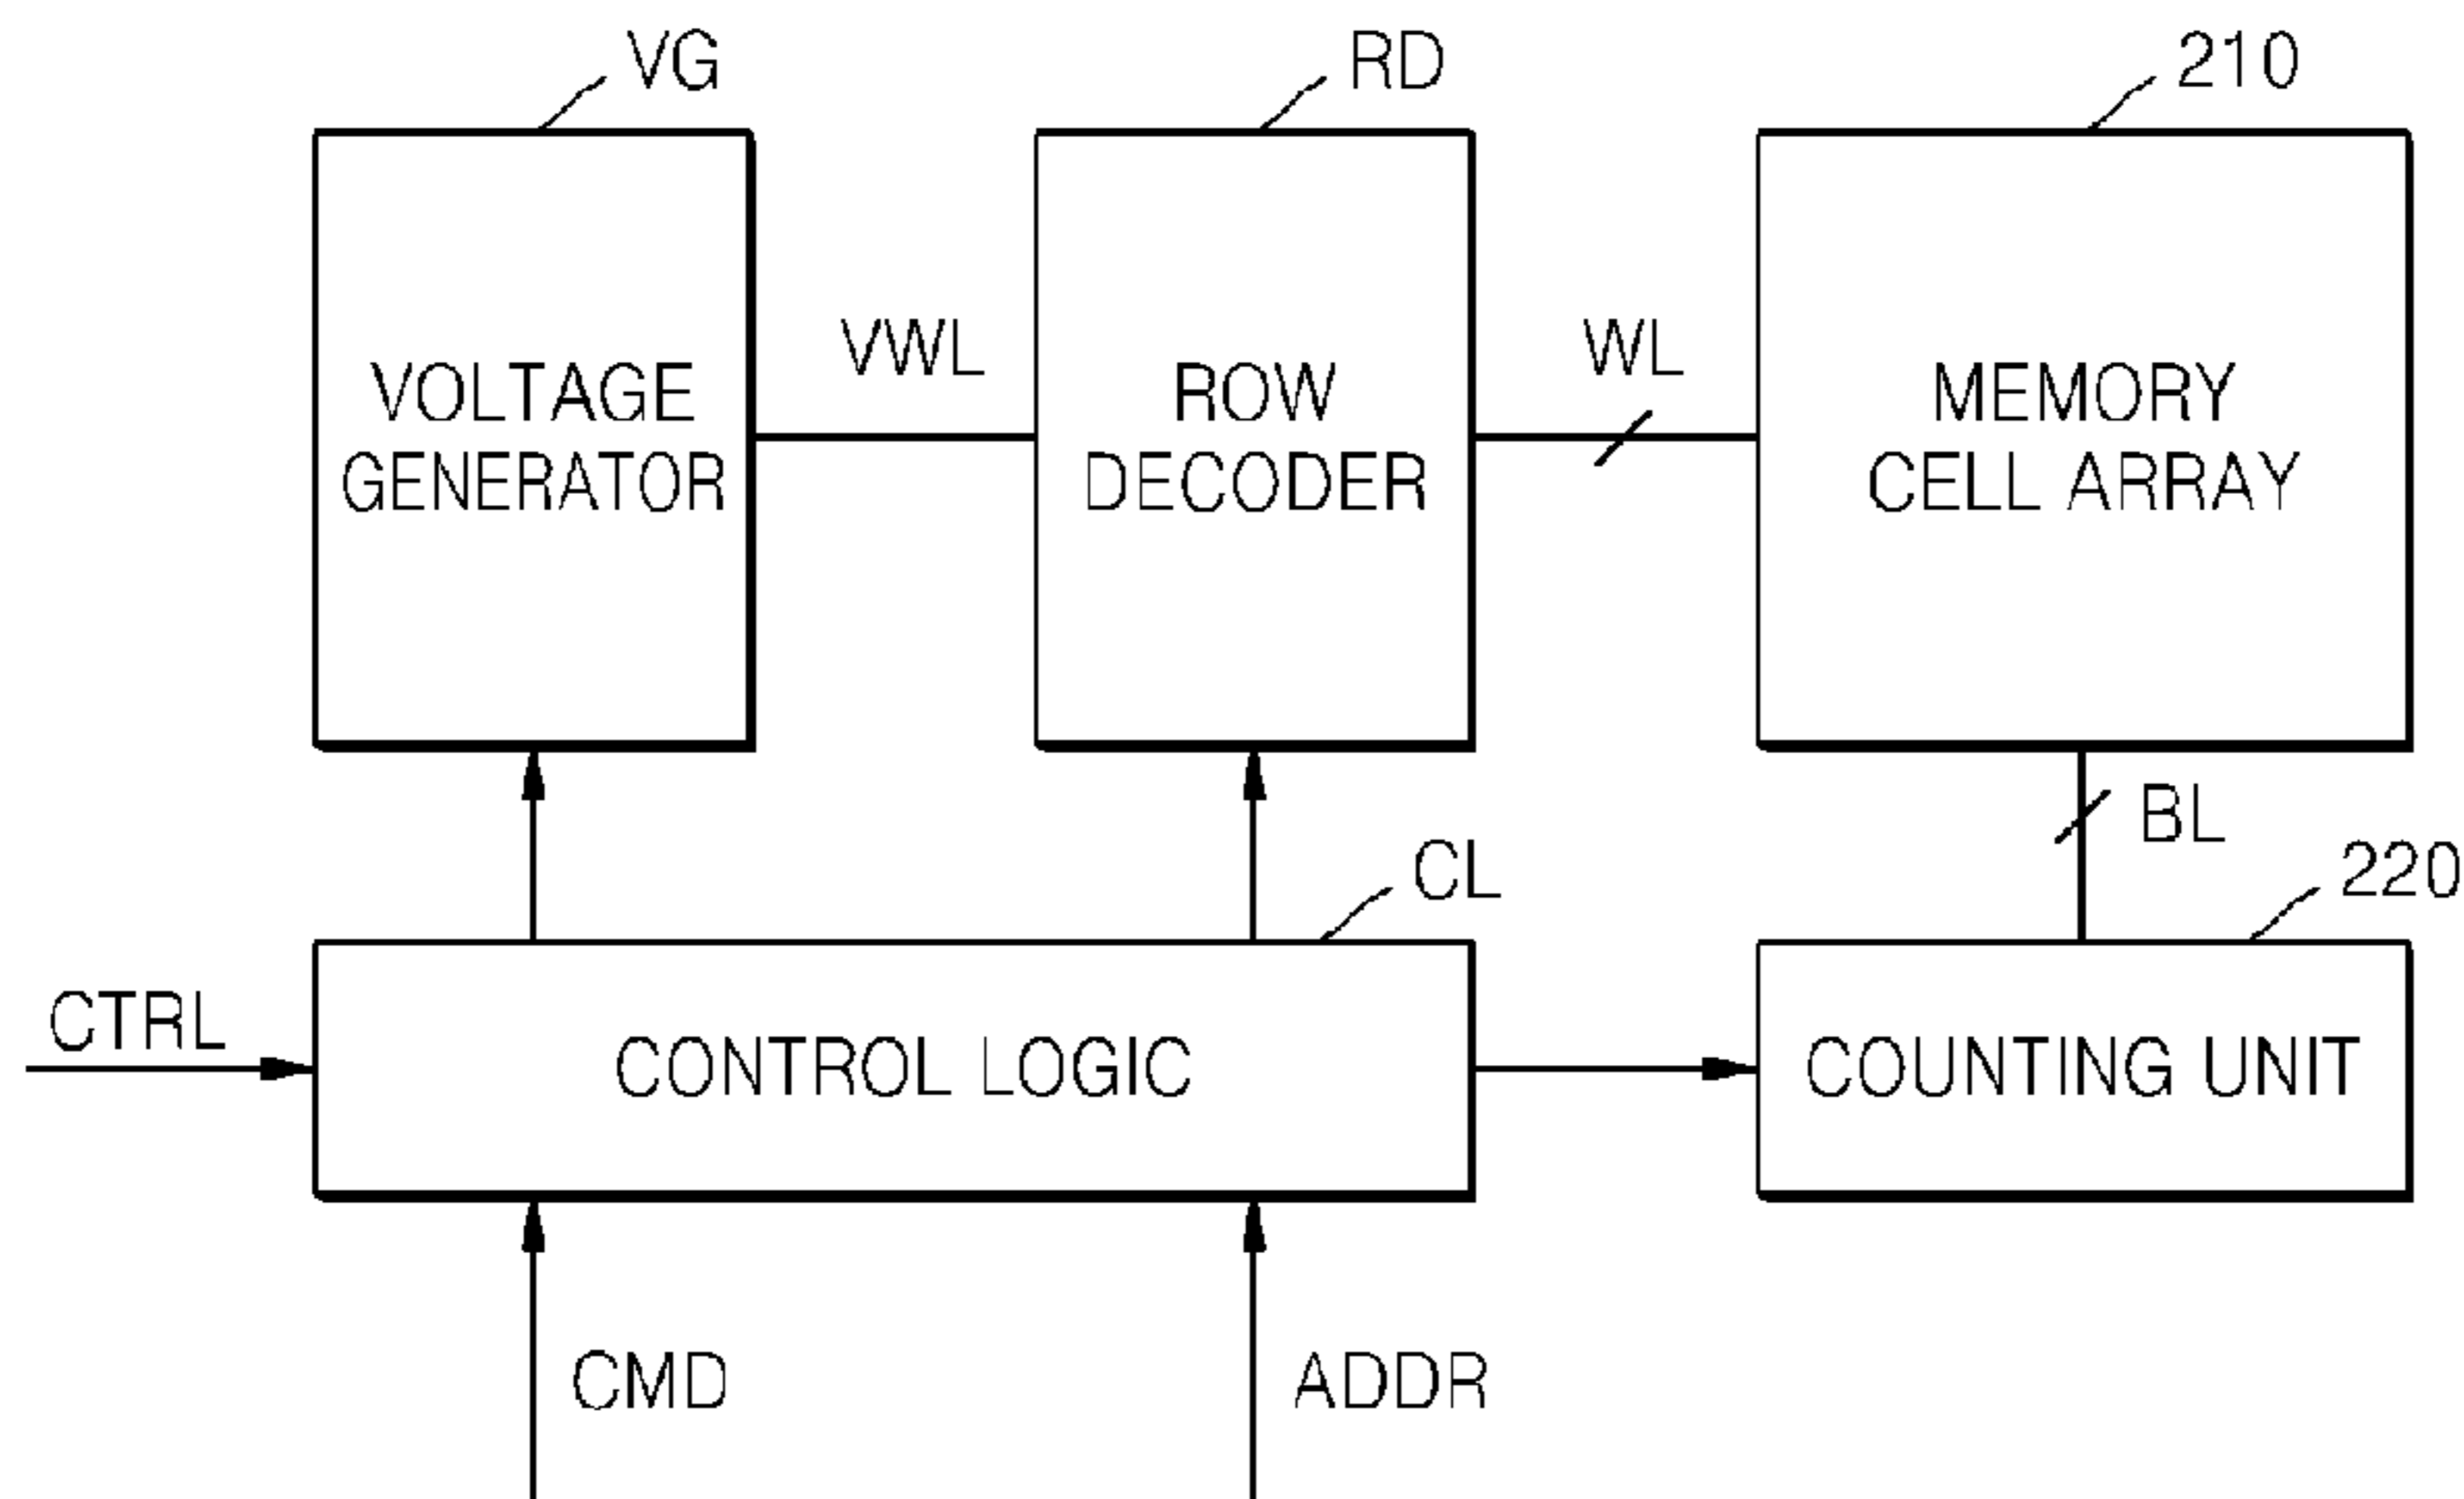 VG
RD
210
VOLTAGE
GENERATOR
VWL
ROW
DECODER
WL
MEMORY
CELL ARRAY
BL
CL
220
CTRL
CONTROL LOGIC
COUNTING UNIT
CMD
ADDR